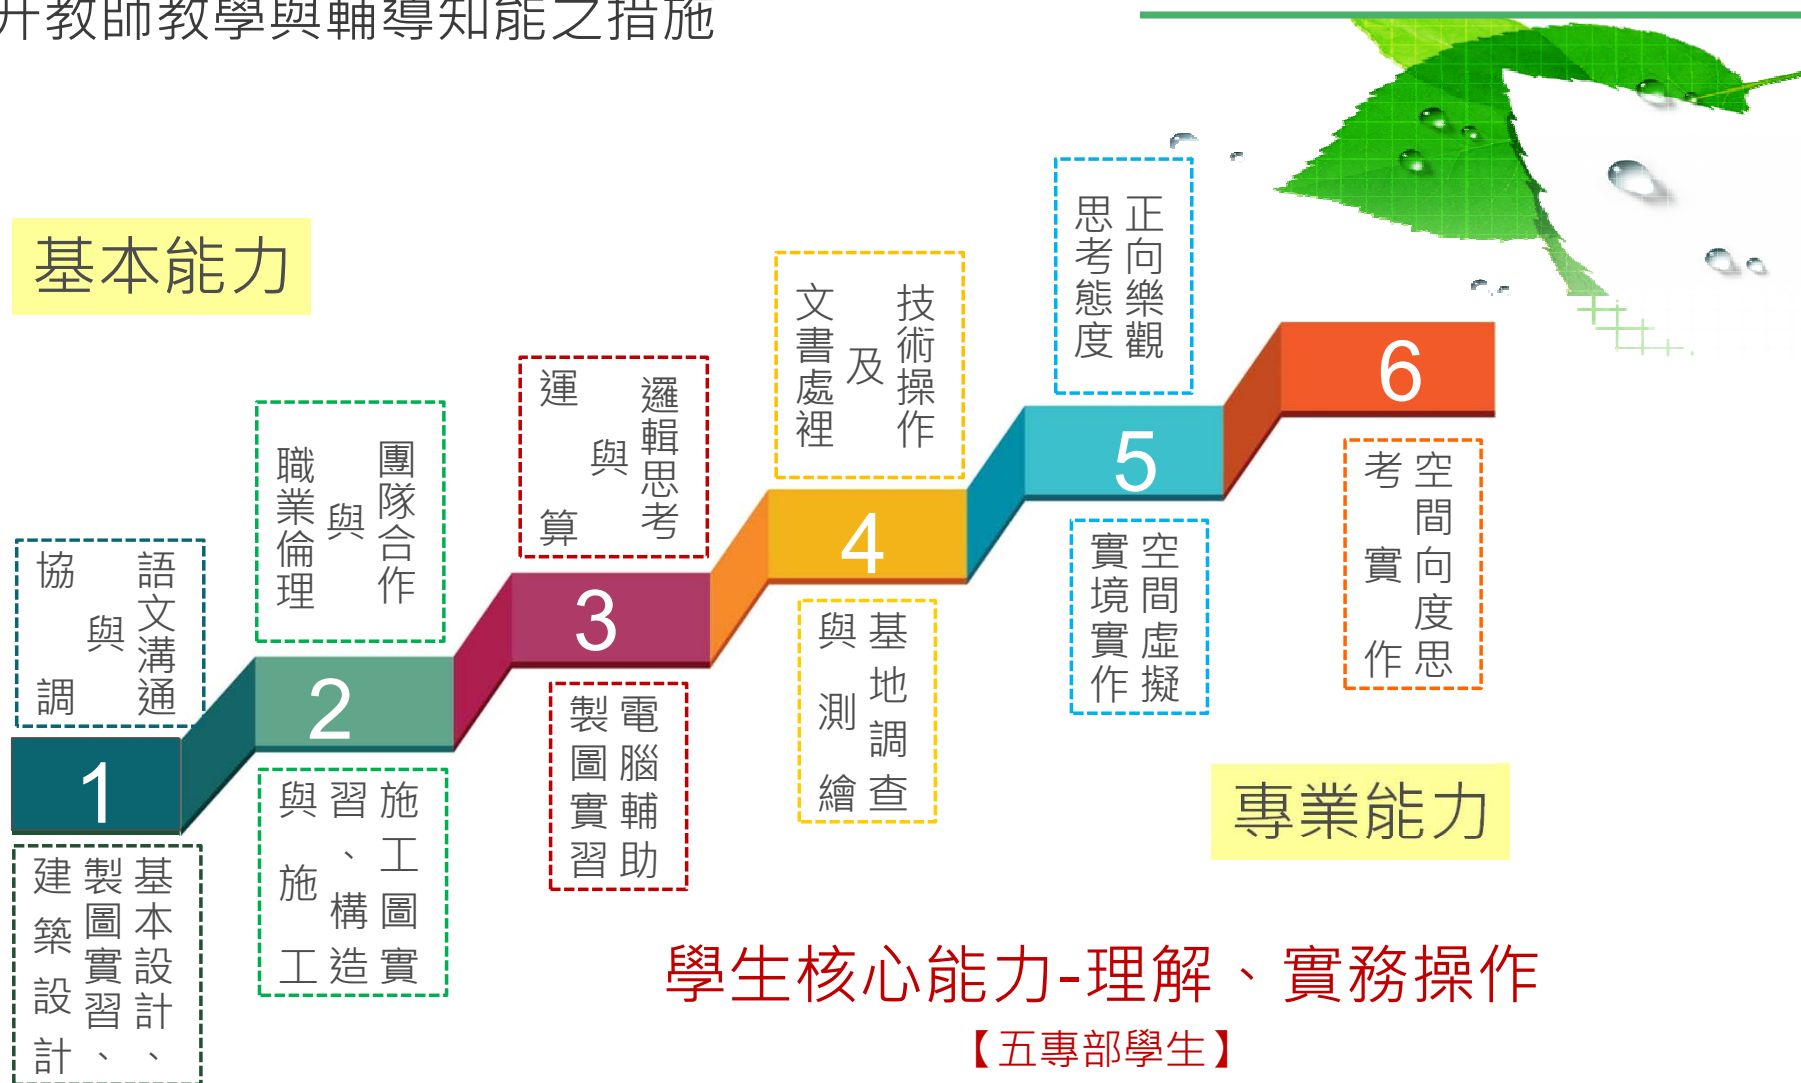 升教師教學與輔導知能之措施
基本能力
語文溝通
與
協調
團隊合作
與
職業倫理
邏輯思考
與
運算
技術操作
及
文書處裡
正向樂觀
思考態度
1
2
3
4
5
6
基本設計、
製圖實習、
建築設計
施工圖實
習、構造
與施工
電腦輔助
製圖實習
基地調查
與測繪
空間虛擬
實境實作
空間向度思
考實作
專業能力
學生核心能力-理解、實務操作
【五專部學生】